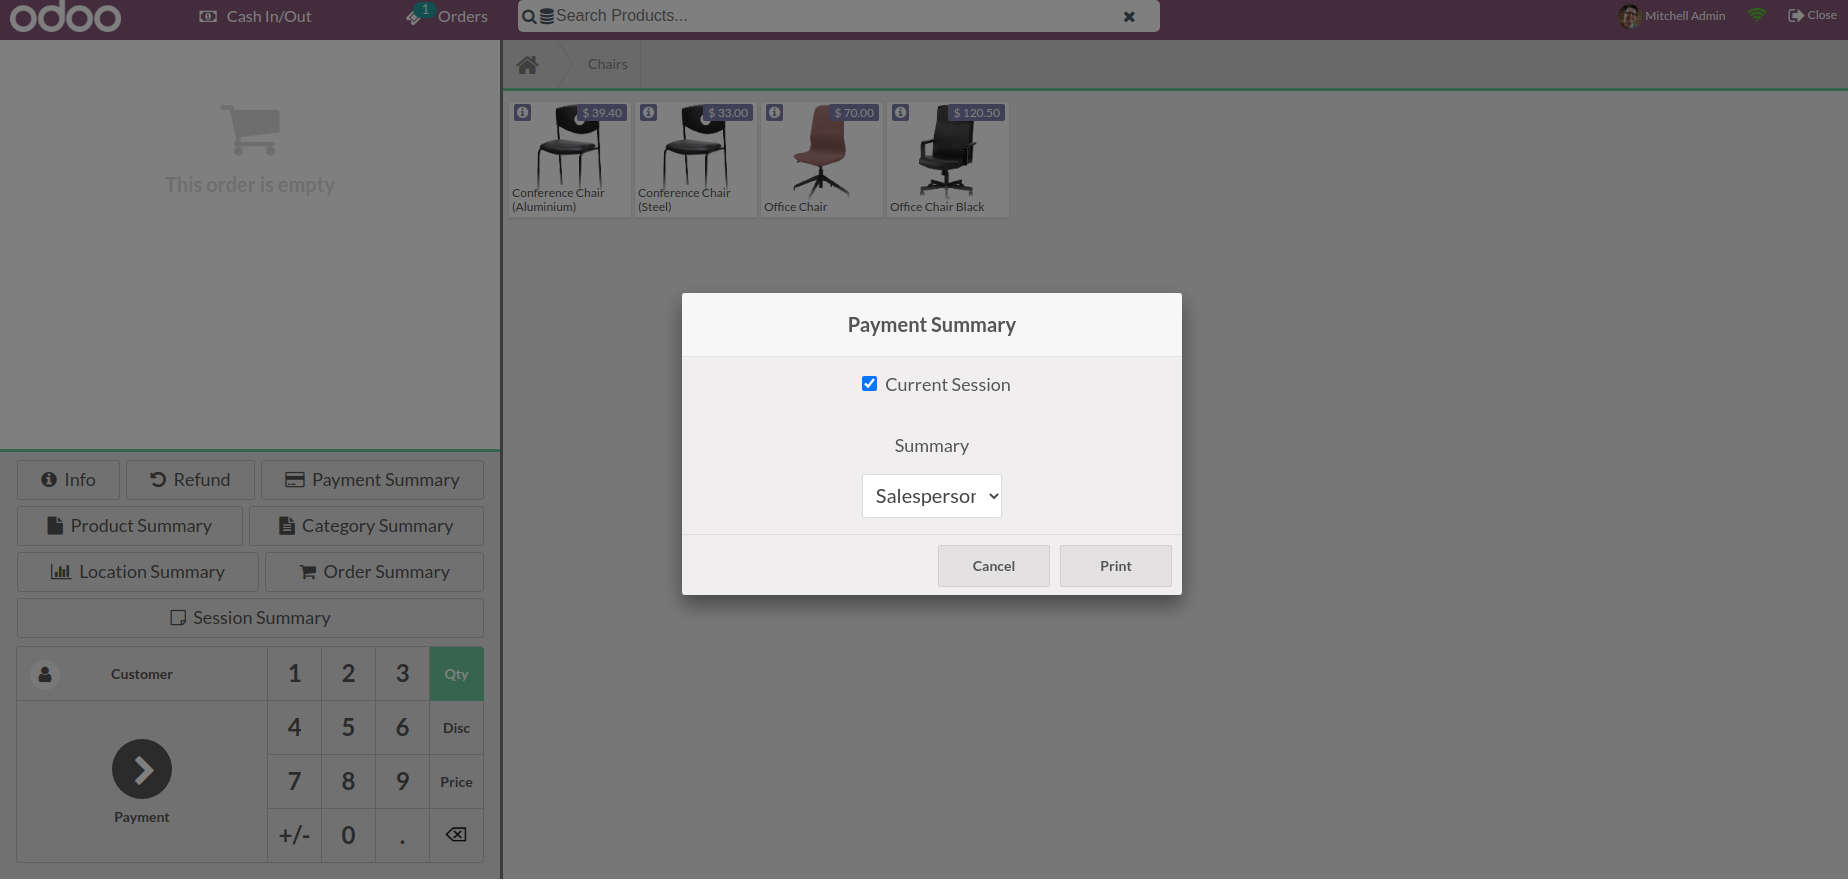 odoo
Cash In/Out
1
Orders
Search Products...
Mitchell Admin
Close
This order is empty
Chairs
$ 39.40
Conference Chair
(Aluminium)
$ 33.00
Conference Chair
(Steel)
$ 70.00
Office Chair
$ 120.50
Office Chair Black
Payment Summary
Current Session
Summary
Salesperson
Cancel
Print
Info
Refund
Payment Summary
Product Summary
Category Summary
Location Summary
Order Summary
Session Summary
Customer
1 2 3 Qty
4 5 6 Disc
7 8 9 Price
+/- 0 .
Payment